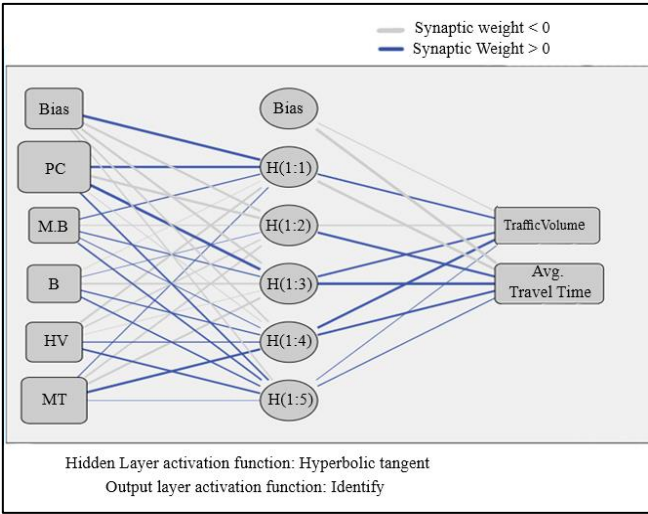 Synaptic weight < 0
Synaptic Weight > 0
Bias
Bias
PC
H(1:1)
M.B
H(1:2)
TrafficVolume
B
H(1:3)
Avg.
Travel Time
HV
H(1:4)
MT
H(1:5)
Hidden Layer activation function: Hyperbolic tangent
Output layer activation function: Identify